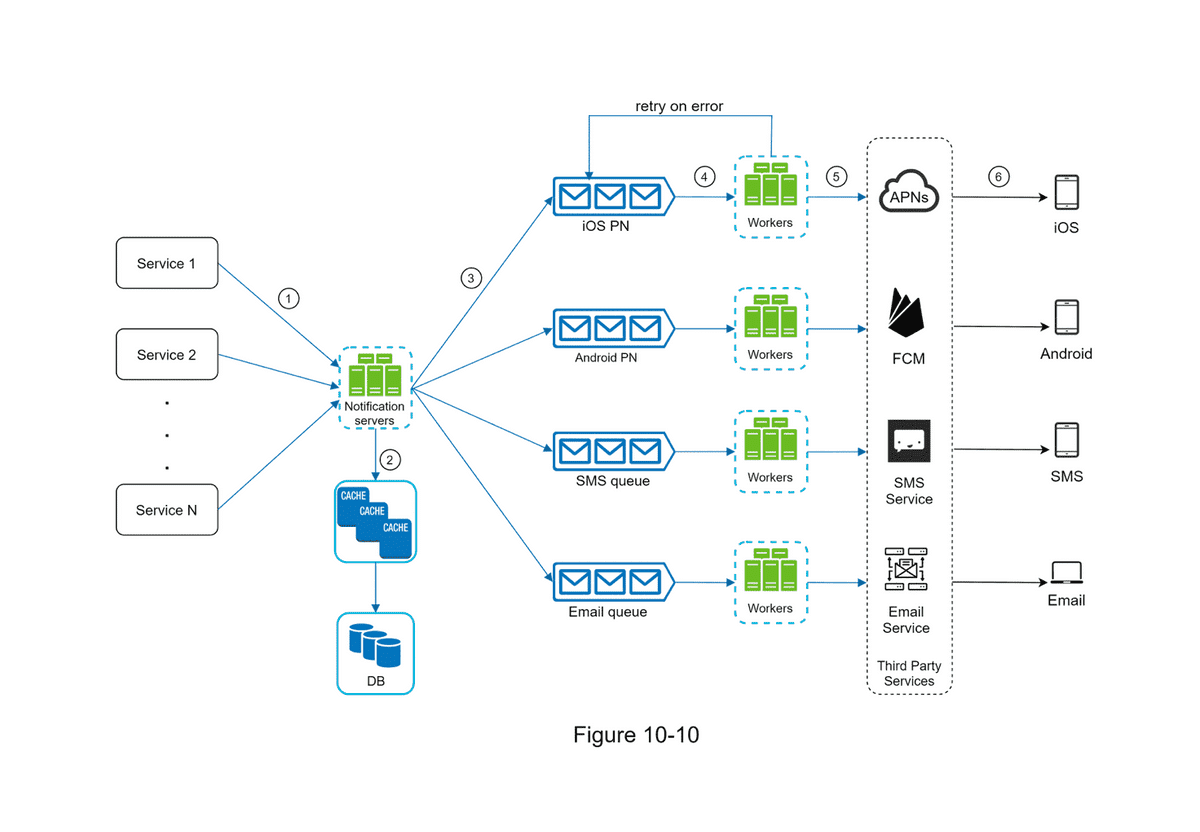 retry on error
4
5
6
APNs
Workers
iOS PN
iOS
Service 1
3
1
Service 2
Android PN
Workers
FCM
Android
Notification
servers
.
.
.
2
SMS queue
Workers
SMS
Service
SMS
CACHE
CACHE
CACHE
Service N
Email queue
Workers
Email
Service
Email
Third Party
Services
DB
Figure 10-10